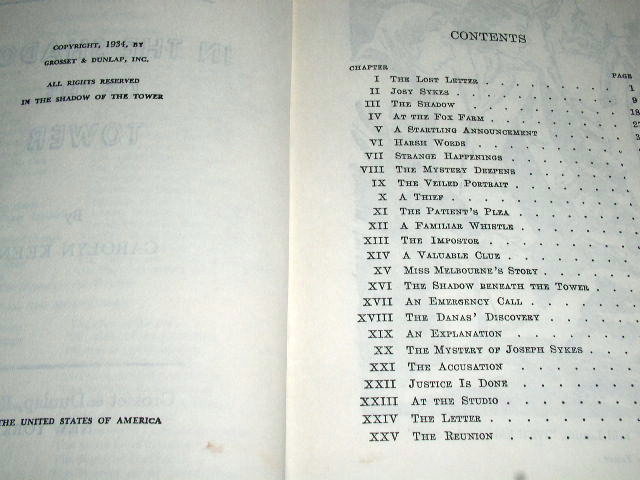 COPYRIGHT, 1934, BY
GROSSET & DUNLAP, INC.
ALL RIGHTS RESERVED
IN THE SHADOW OF THE TOWER
THE UNITED STATES OF AMERICA
CONTENTS
CHAPTER PAGE
I THE LOST LETTER . . . . . . . . 1
II JOSY SYKES . . . . . . . . . 9
III THE SHADOW . . . . . . . . 18
IV AT THE FOX FARM . . . . . . . 27
V A STARTLING ANNOUNCEMENT . . . .
VI HARSH WORDS . . . . . . . .
VII STRANGE HAPPENINGS . . . . . .
VIII THE MYSTERY DEEPENS . . . . .
IX THE VEILED PORTRAIT . . . . .
X A THIEF . . . . . . . . .
XI THE PATIENT'S PLEA . . . . . .
XII A FAMILIAR WHISTLE . . . . . .
XIII THE IMPOSTOR . . . . . . .
XIV A VALUABLE CLUE . . . . . .
XV MISS MELBOURNE'S STORY . . . .
XVI THE SHADOW BENEATH THE TOWER . .
XVII AN EMERGENCY CALL . . . . .
XVIII THE DANAS' DISCOVERY . . . .
XIX AN EXPLANATION . . . . . .
XX THE MYSTERY OF JOSEPH SYKES . . .
XXI THE ACCUSATION . . . . . .
XXII JUSTICE IS DONE . . . . . .
XXIII AT THE STUDIO . . . . . .
XXIV THE LETTER . . . . . . .
XXV THE REUNION . . . . . . .